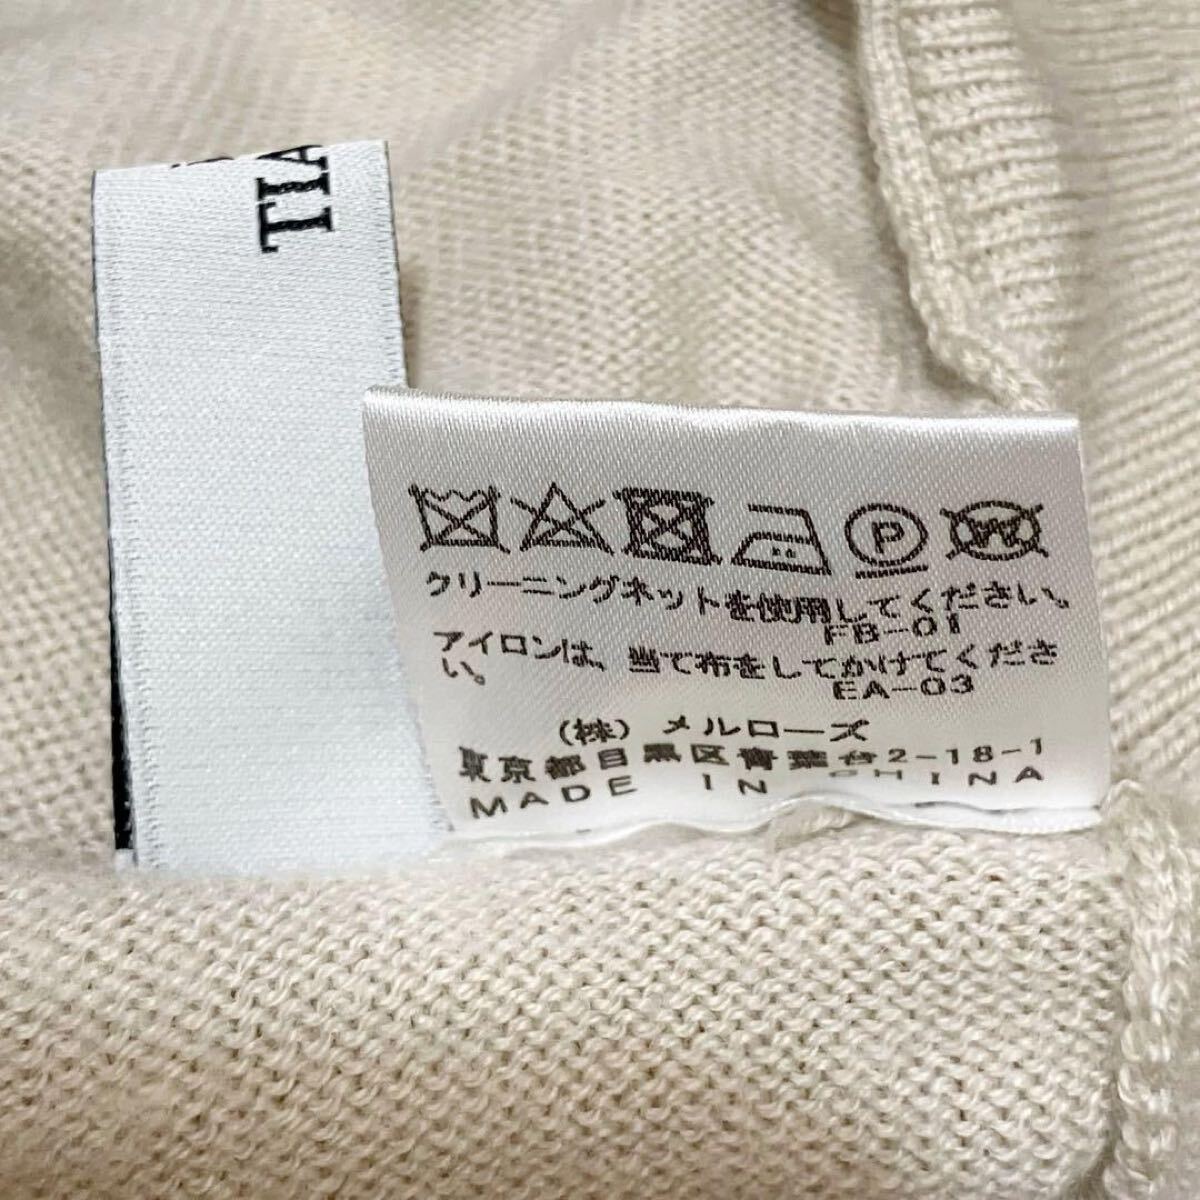 TIA
P
W
クリーニングネットを使用してください。
FB-01
アイロンは、当て布をしてかけてくださ
い。
EA-03
(株) メルローズ
東京都目黒区青葉台2-18-1
MADE IN CHINA